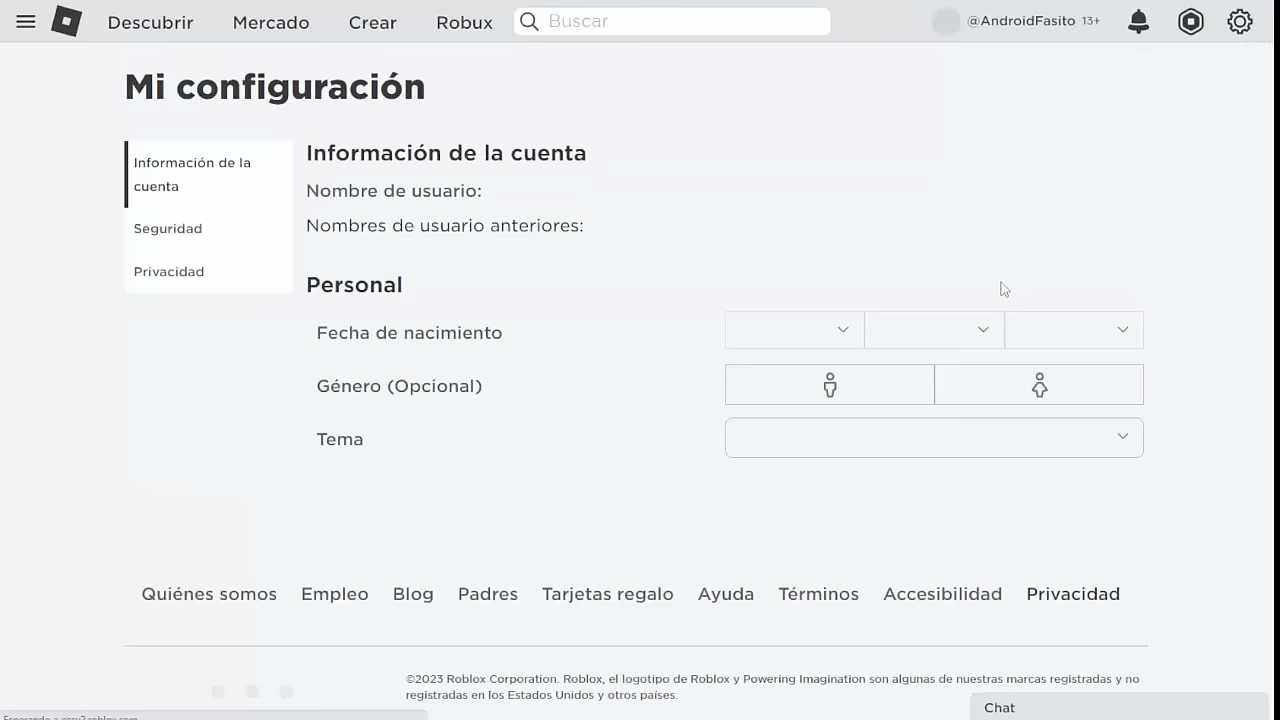 Descubrir Mercado Crear Robux Buscar @AndroidFasito 13+
Mi configuración
Información de la
cuenta
Seguridad
Privacidad
Información de la cuenta
Nombre de usuario:
Nombres de usuario anteriores:
Personal
Fecha de nacimiento
Género (Opcional)
Tema
Quiénes somos Empleo Blog Padres Tarjetas regalo Ayuda Términos Accesibilidad Privacidad
©2023 Roblox Corporation. Roblox, el logotipo de Roblox y Powering Imagination son algunas de nuestras marcas registradas y no
registradas en los Estados Unidos y otros países.
Chat